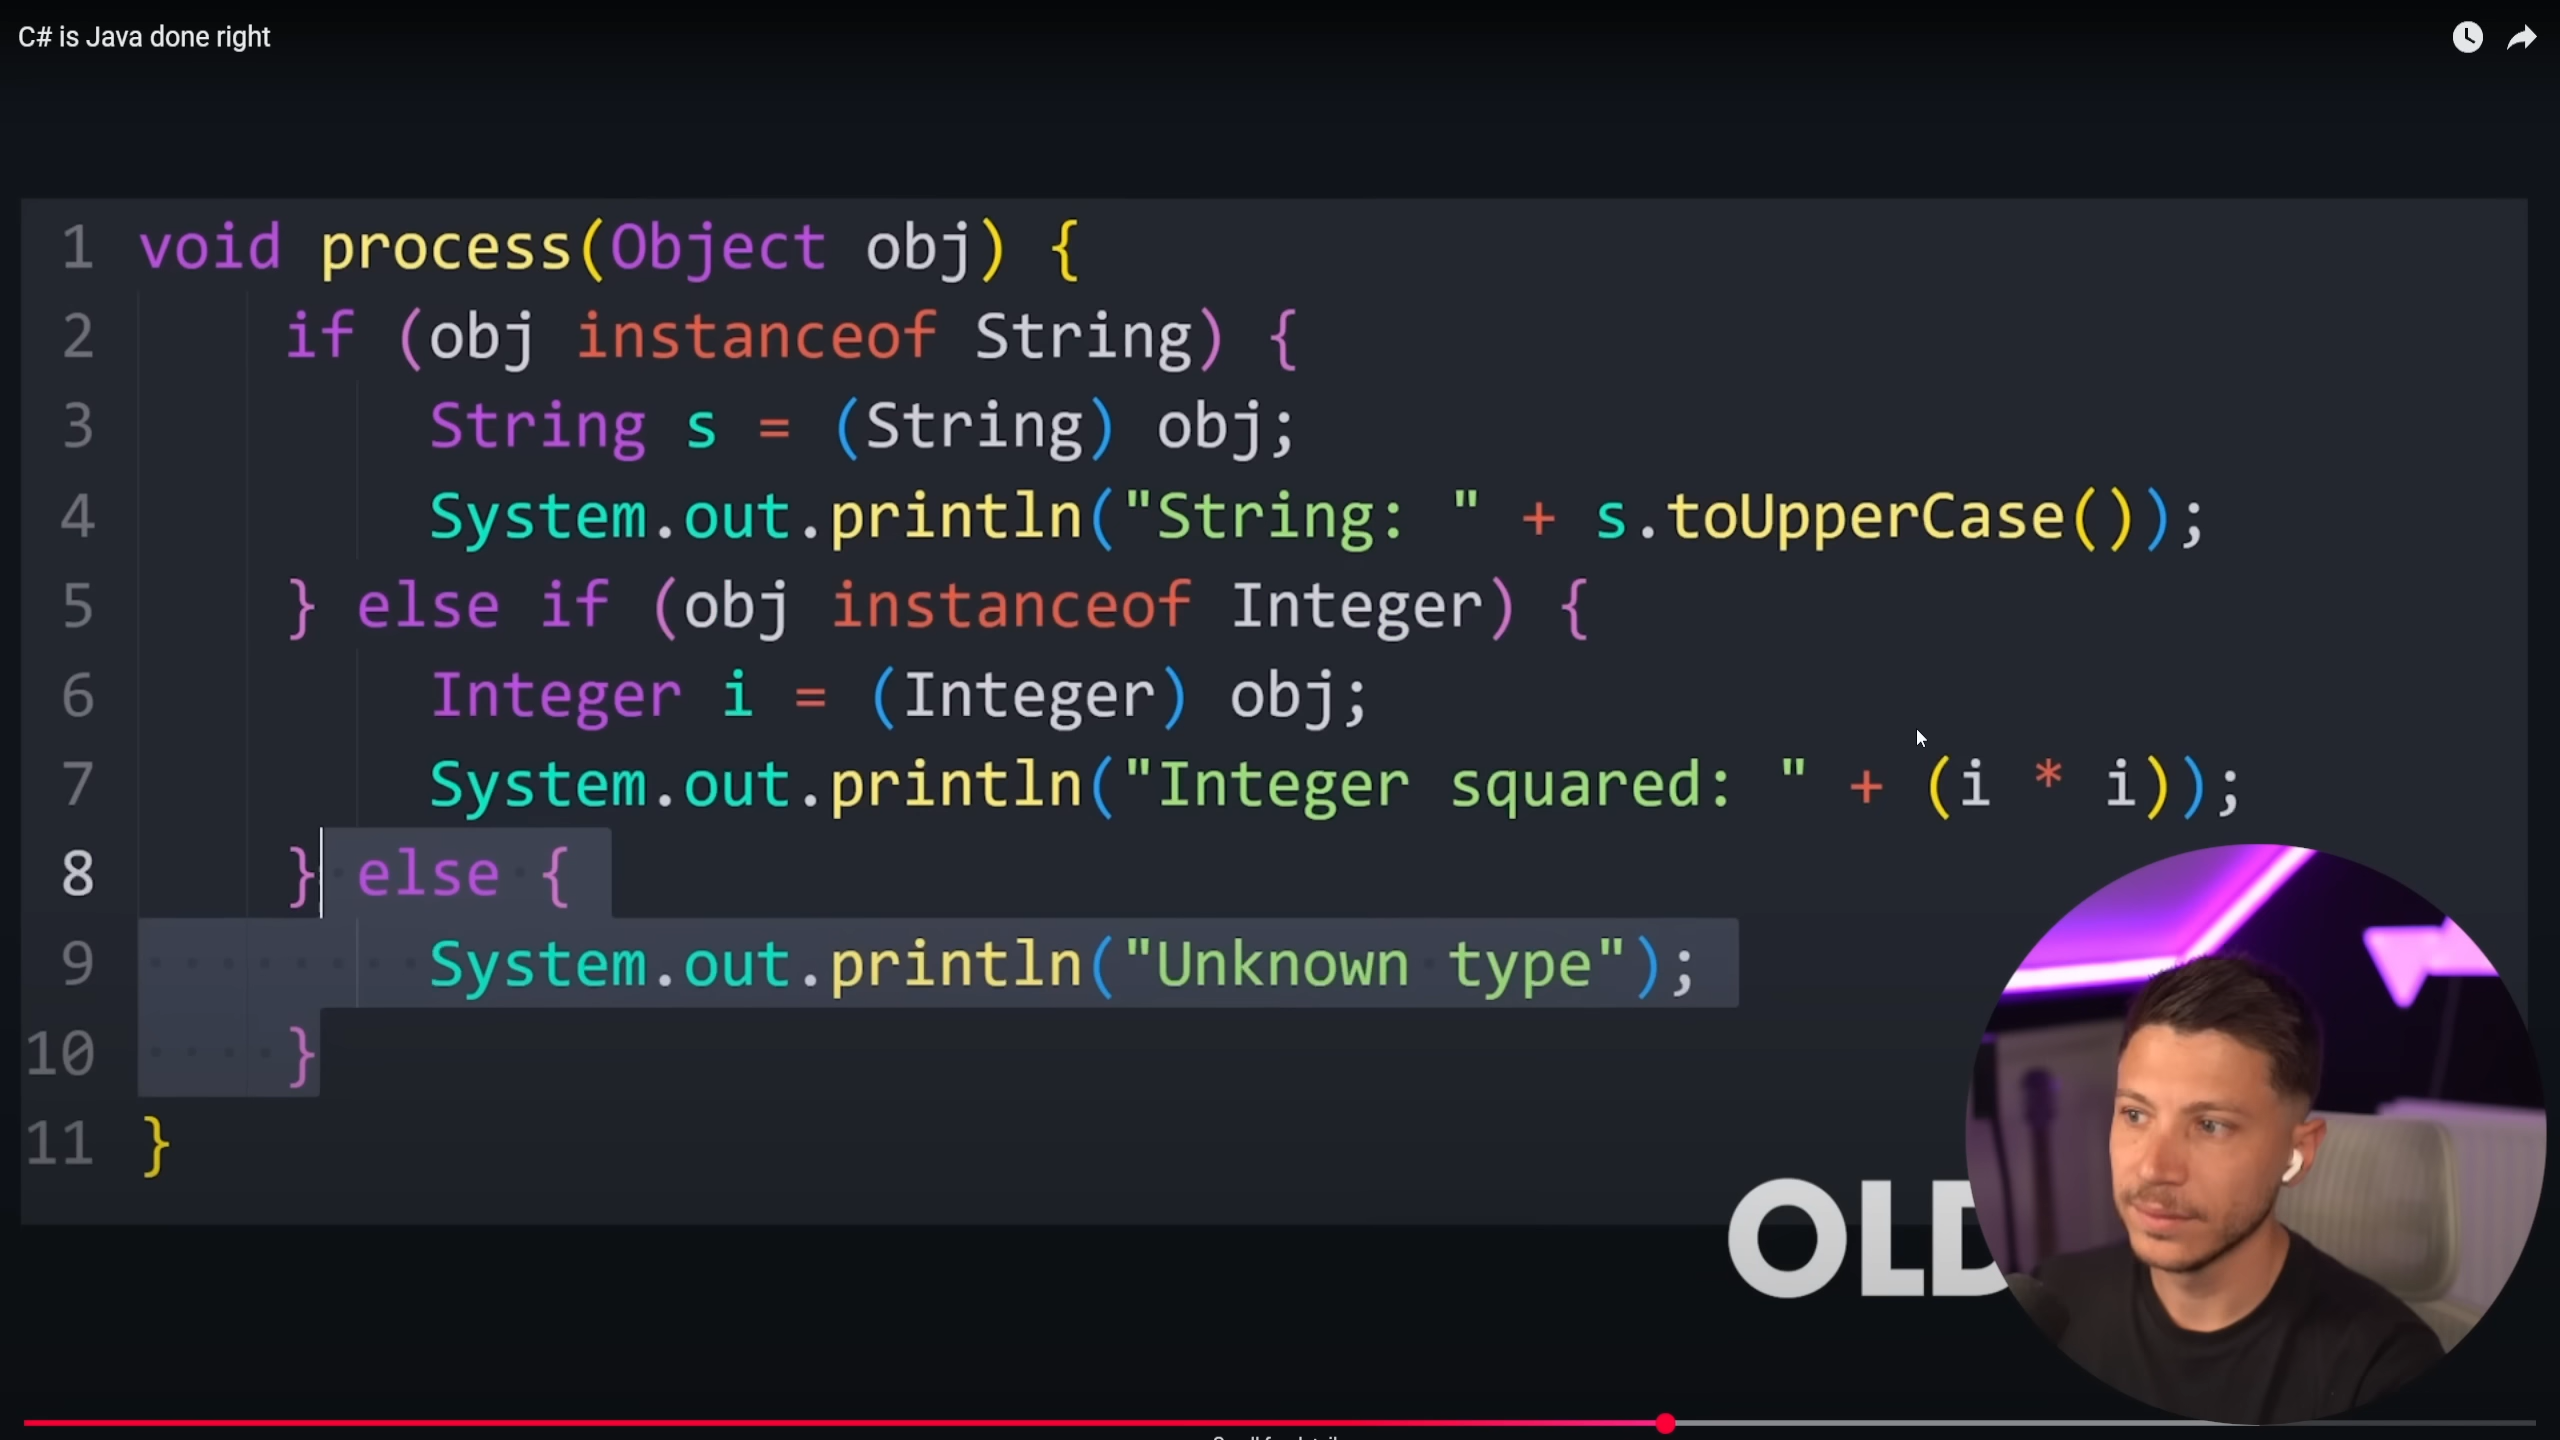 C# is Java done right
1 void process(Object obj) {
2 if (obj instanceof String) {
3 String s = (String) obj;
4 System.out.println("String: " + s.toUpperCase());
5 } else if (obj instanceof Integer) {
6 Integer i = (Integer) obj;
7 System.out.println("Integer squared: " + (i * i));
8 } else {
9 System.out.println("Unknown type");
10 }
11 }
OLD